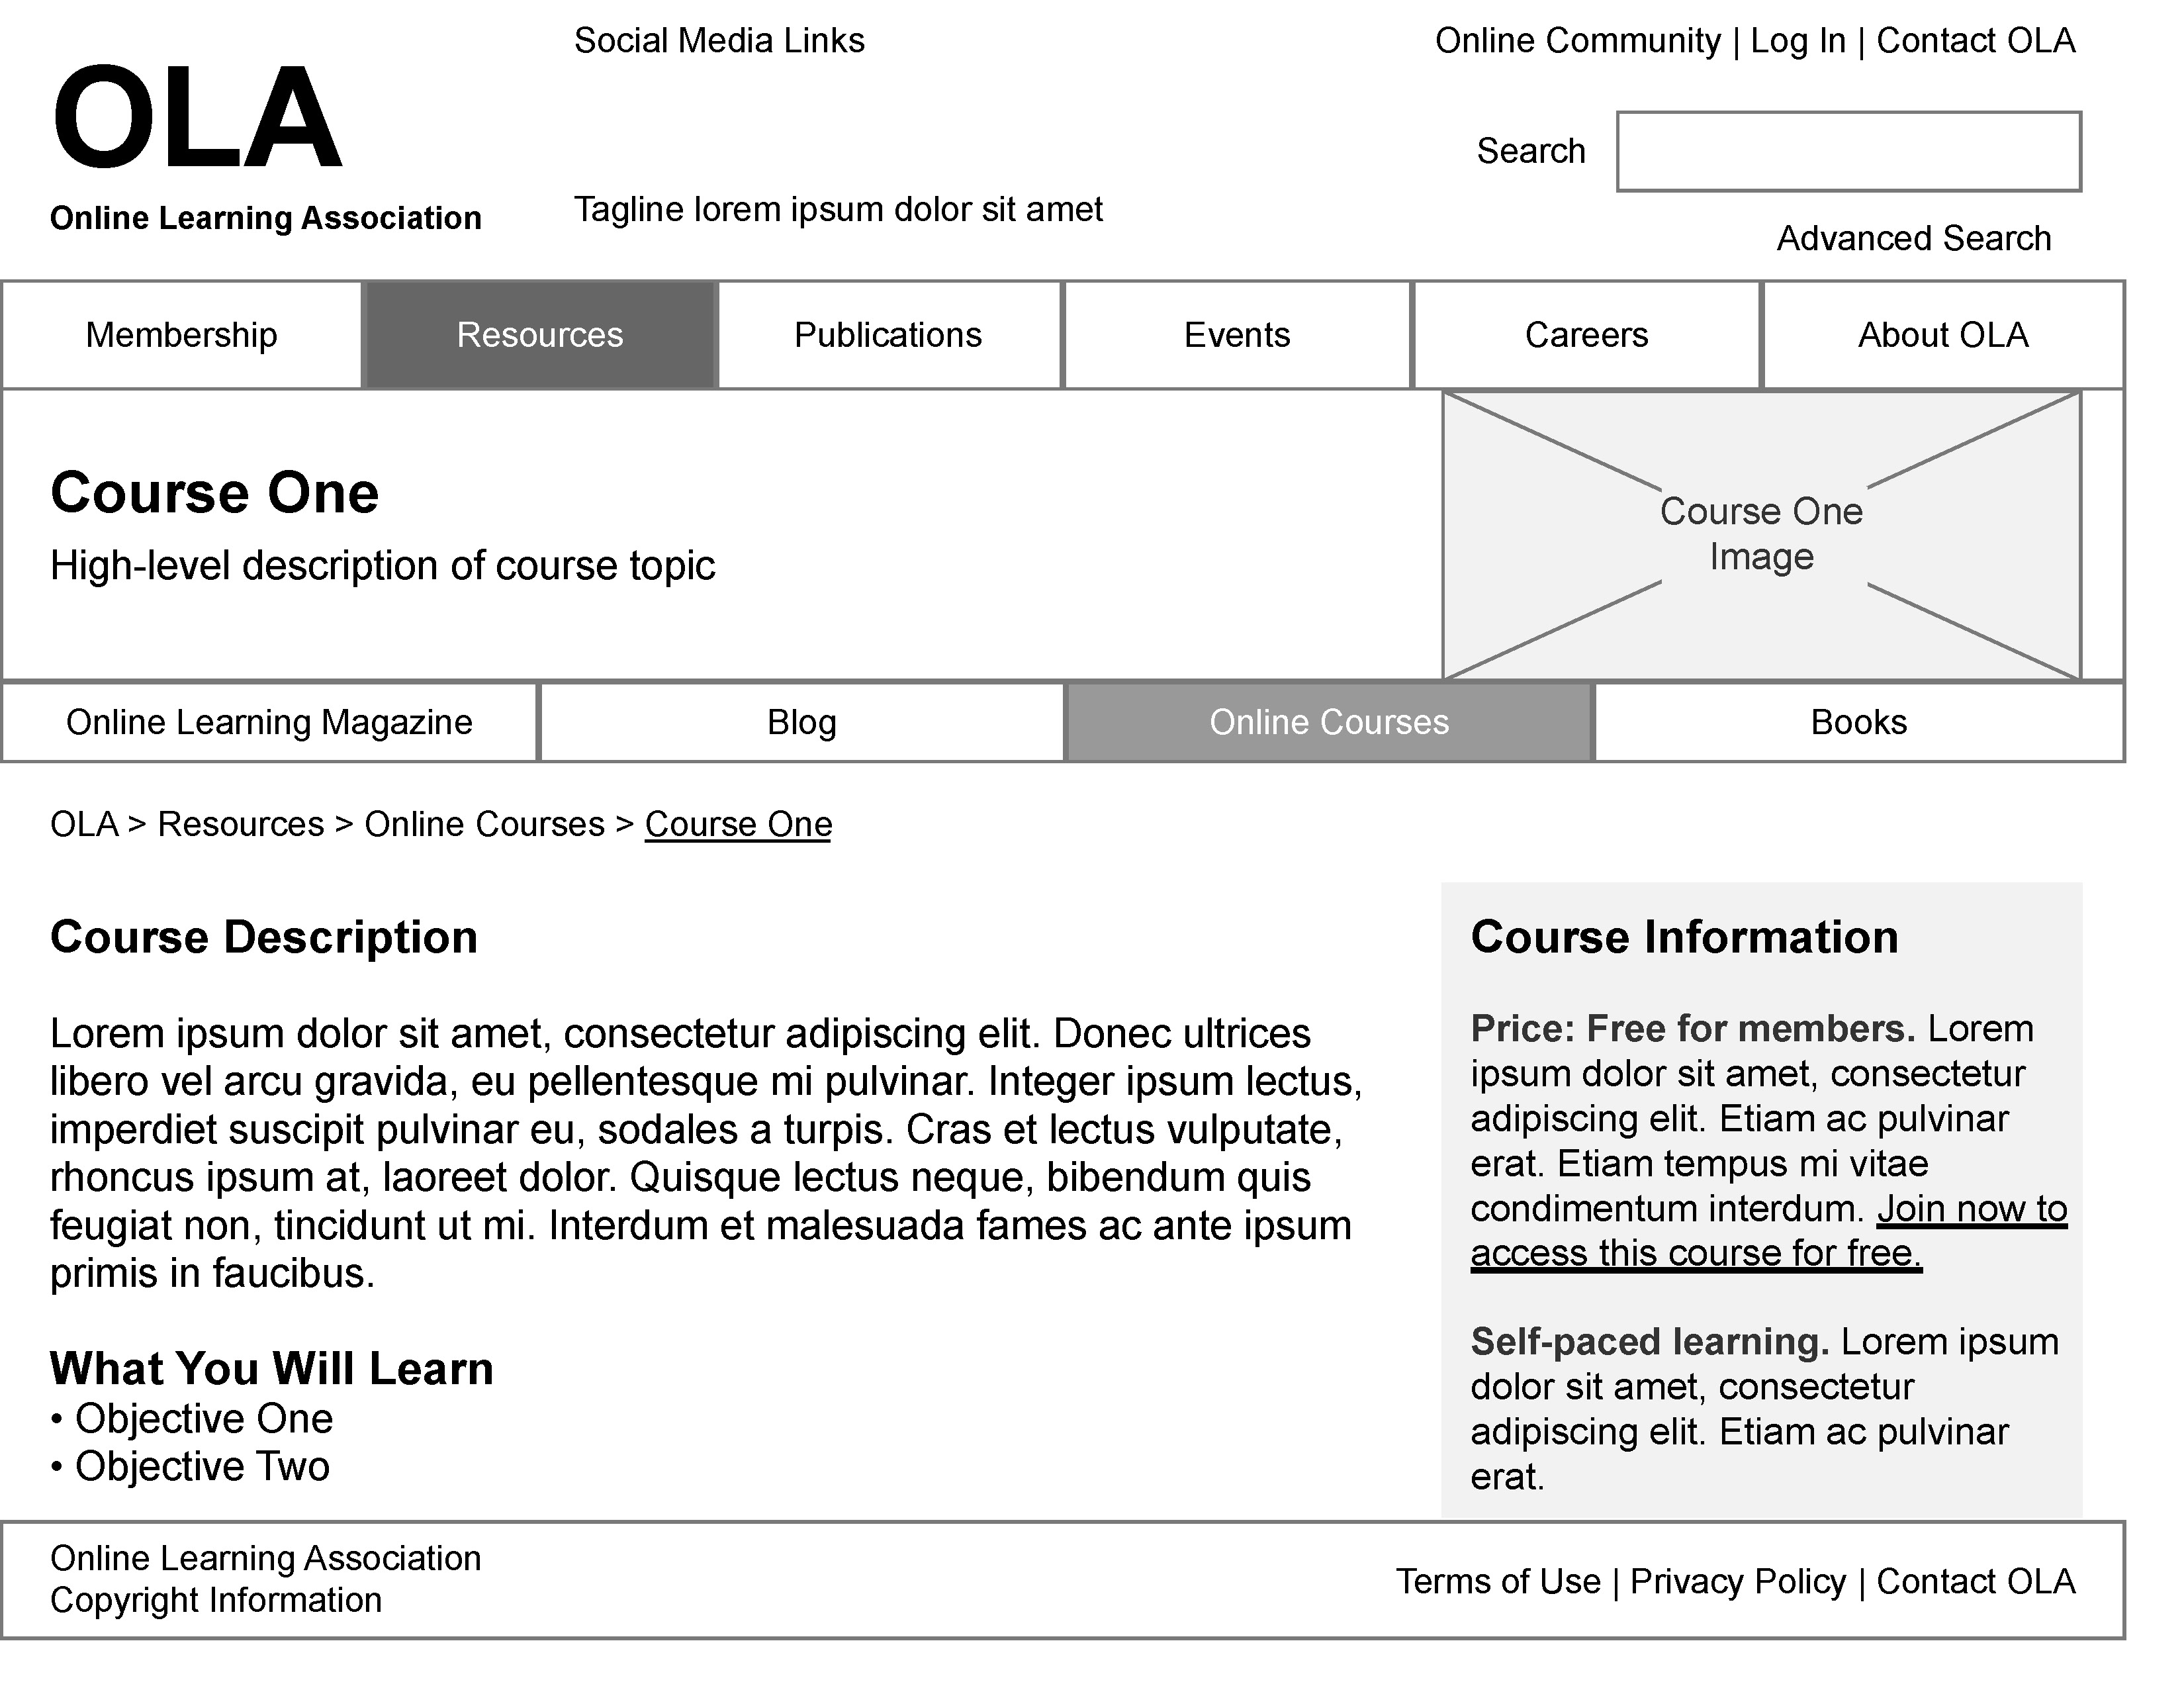 Social Media Links
Online Community | Log In | Contact OLA
OLA
Search
Online Learning Association
Tagline lorem ipsum dolor sit amet
Advanced Search
Membership
Resources
Publications
Events
Careers
About OLA
Course One
High-level description of course topic
Course One
Image
Online Learning Magazine
Blog
Online Courses
Books
OLA > Resources > Online Courses > Course One
Course Description
Lorem ipsum dolor sit amet, consectetur adipiscing elit. Donec ultrices
libero vel arcu gravida, eu pellentesque mi pulvinar. Integer ipsum lectus,
imperdiet suscipit pulvinar eu, sodales a turpis. Cras et lectus vulputate,
rhoncus ipsum at, laoreet dolor. Quisque lectus neque, bibendum quis
feugiat non, tincidunt ut mi. Interdum et malesuada fames ac ante ipsum
primis in faucibus.
What You Will Learn
• Objective One
• Objective Two
Course Information
Price: Free for members. Lorem
ipsum dolor sit amet, consectetur
adipiscing elit. Etiam ac pulvinar
erat. Etiam tempus mi vitae
condimentum interdum. Join now to
access this course for free.
Self-paced learning. Lorem ipsum
dolor sit amet, consectetur
adipiscing elit. Etiam ac pulvinar
erat.
Online Learning Association
Copyright Information
Terms of Use | Privacy Policy | Contact OLA